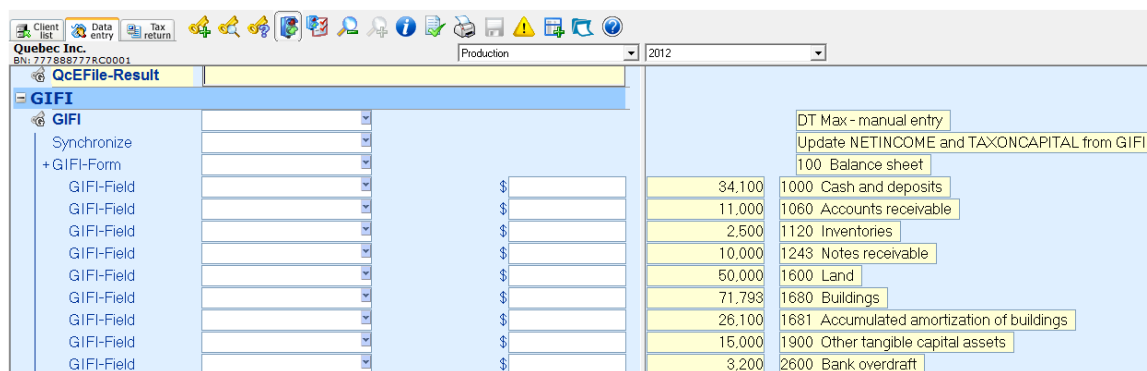 Client list Data entry Tax return
Quebec Inc.
BN: 777888777RC0001 Production 2012
QcEFile-Result
GIFI
GIFI DT Max - manual entry
Synchronize Update NETINCOME and TAXONCAPITAL from GIFI
+GIFI-Form 100 Balance sheet
GIFI-Field $ 34,100 1000 Cash and deposits
GIFI-Field $ 11,000 1060 Accounts receivable
GIFI-Field $ 2,500 1120 Inventories
GIFI-Field $ 10,000 1243 Notes receivable
GIFI-Field $ 50,000 1600 Land
GIFI-Field $ 71,793 1680 Buildings
GIFI-Field $ 26,100 1681 Accumulated amortization of buildings
GIFI-Field $ 15,000 1900 Other tangible capital assets
GIFI-Field $ 3,200 2600 Bank overdraft